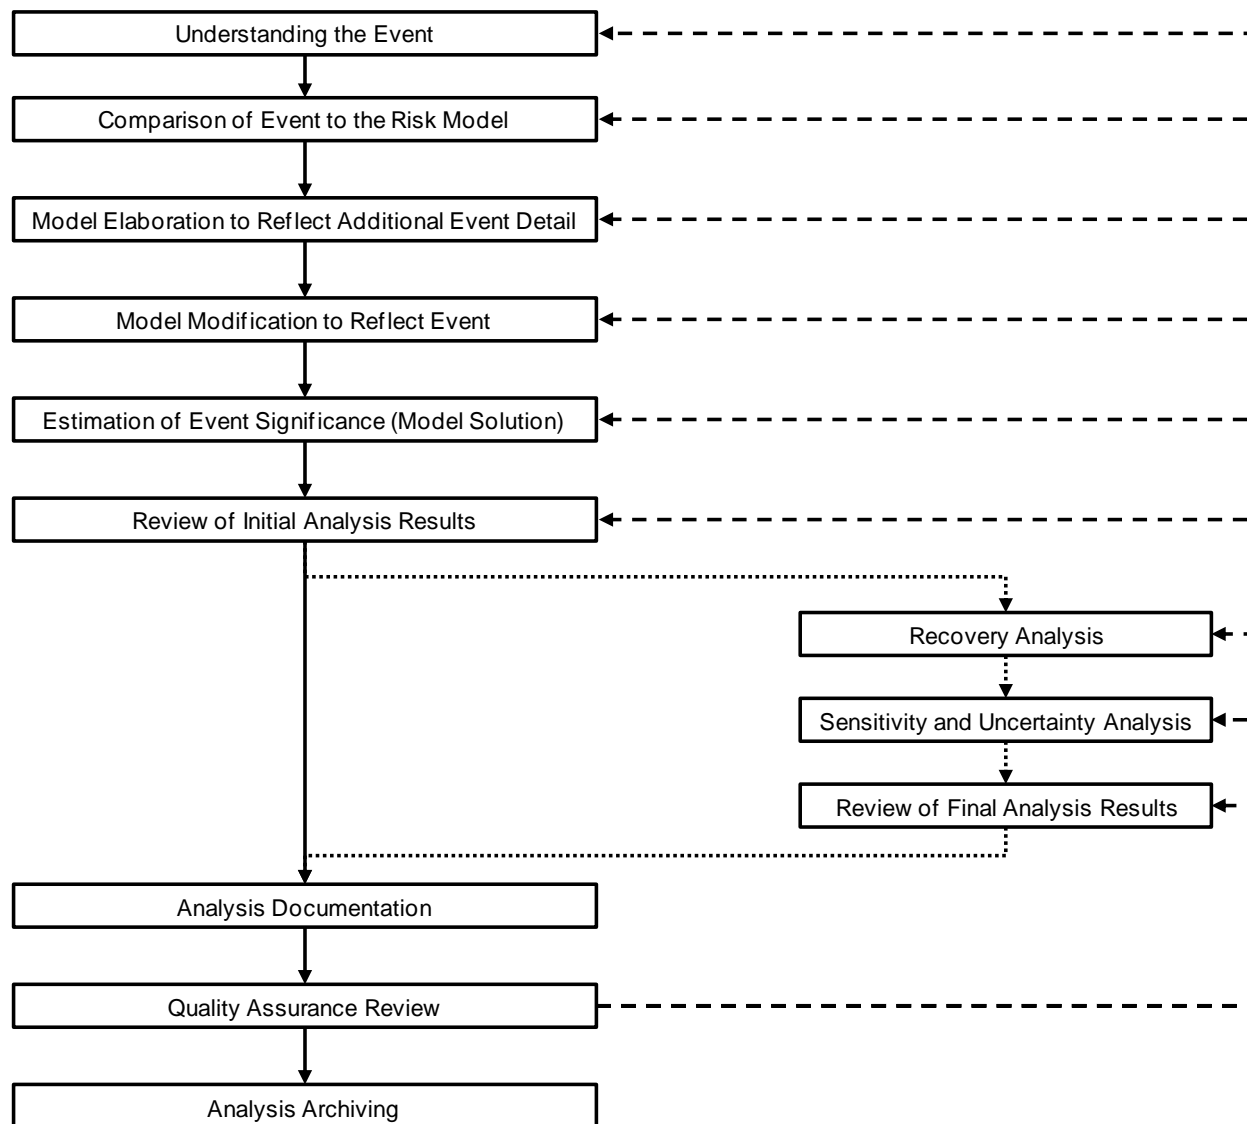 Understanding the Event
Comparison of Event to the Risk Model
Model Elaboration to Reflect Additional Event Detail
Model Modification to Reflect Event
Estimation of Event Significance (Model Solution)
Review of Initial Analysis Results
Recovery Analysis
Sensitivity and Uncertainty Analysis
Review of Final Analysis Results
Analysis Documentation
Quality Assurance Review
Analysis Archiving